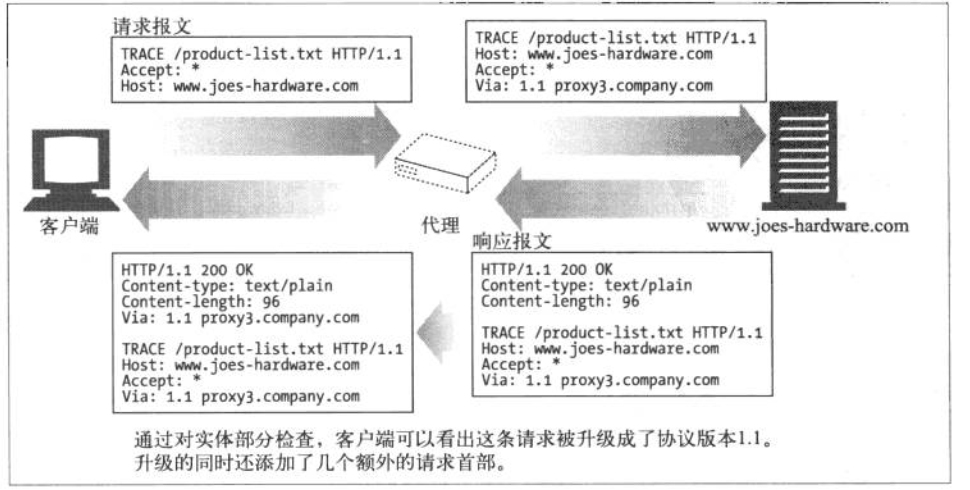 请求报文
TRACE /product-list.txt HTTP/1.1
Accept: *
Host: www.joes-hardware.com
TRACE /product-list.txt HTTP/1.1
Host: www.joes-hardware.com
Accept: *
Via: 1.1 proxy3.company.com
客户端
代理
www.joes-hardware.com
响应报文
HTTP/1.1 200 OK
Content-type: text/plain
Content-length: 96
Via: 1.1 proxy3.company.com
TRACE /product-list.txt HTTP/1.1
Host: www.joes-hardware.com
Accept: *
Via: 1.1 proxy3.company.com
HTTP/1.1 200 OK
Content-type: text/plain
Content-length: 96
TRACE /product-list.txt HTTP/1.1
Host: www.joes-hardware.com
Accept: *
Via: 1.1 proxy3.company.com
通过对实体部分检查，客户端可以看出这条请求被升级成了协议版本1.1。
升级的同时还添加了几个额外的请求首部。